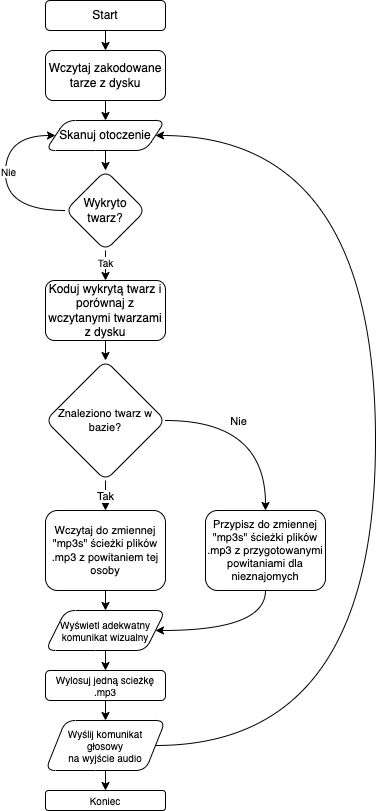 Start
Wczytaj zakodowane
tarze z dysku
Skanuj otoczenie
Nie
Wykryto
twarz?
Tak
Koduj wykrytą twarz i
porównaj z
wczytanymi twarzami
z dysku
Znaleziono twarz w
bazie?
Nie
Tak
Wczytaj do zmiennej
"mp3s" ścieżki plików
.mp3 z powitaniem tej
osoby
Przypisz do zmiennej
"mp3s" ścieżki plików
.mp3 z przygotowanymi
powitaniami dla
nieznajomych
Wyświetl adekwatny
komunikat wizualny
Wylosuj jedną scieżkę
.mp3
Wyślij komunikat
głosowy
na wyjście audio
Koniec